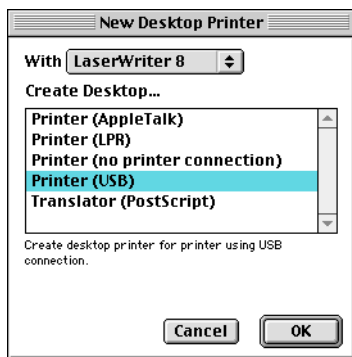 New Desktop Printer
With LaserWriter 8
Create Desktop...
Printer (AppleTalk)
Printer (LPR)
Printer (no printer connection)
Printer (USB)
Translator (PostScript)
Create desktop printer for printer using USB
connection.
Cancel OK